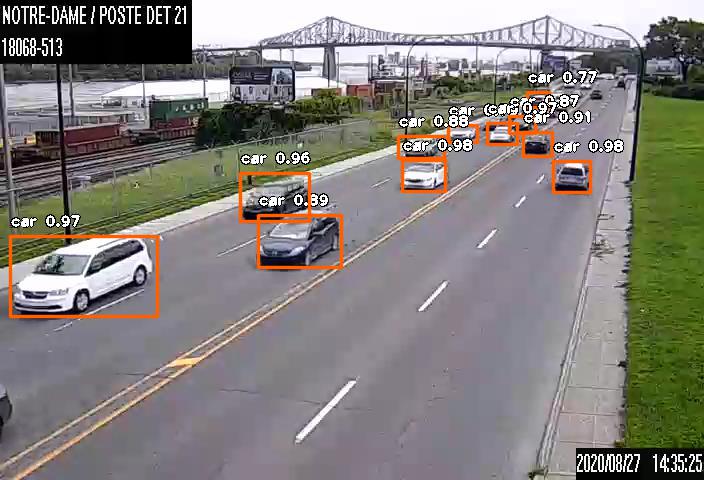 NOTRE-DAME / POSTE DET 21
18068-513
car 0.77
car 0.87
car 0.91
car 0.88
car 0.98
car 0.98
car 0.96
car 0.89
car 0.97
2020/08/27 14:35:25